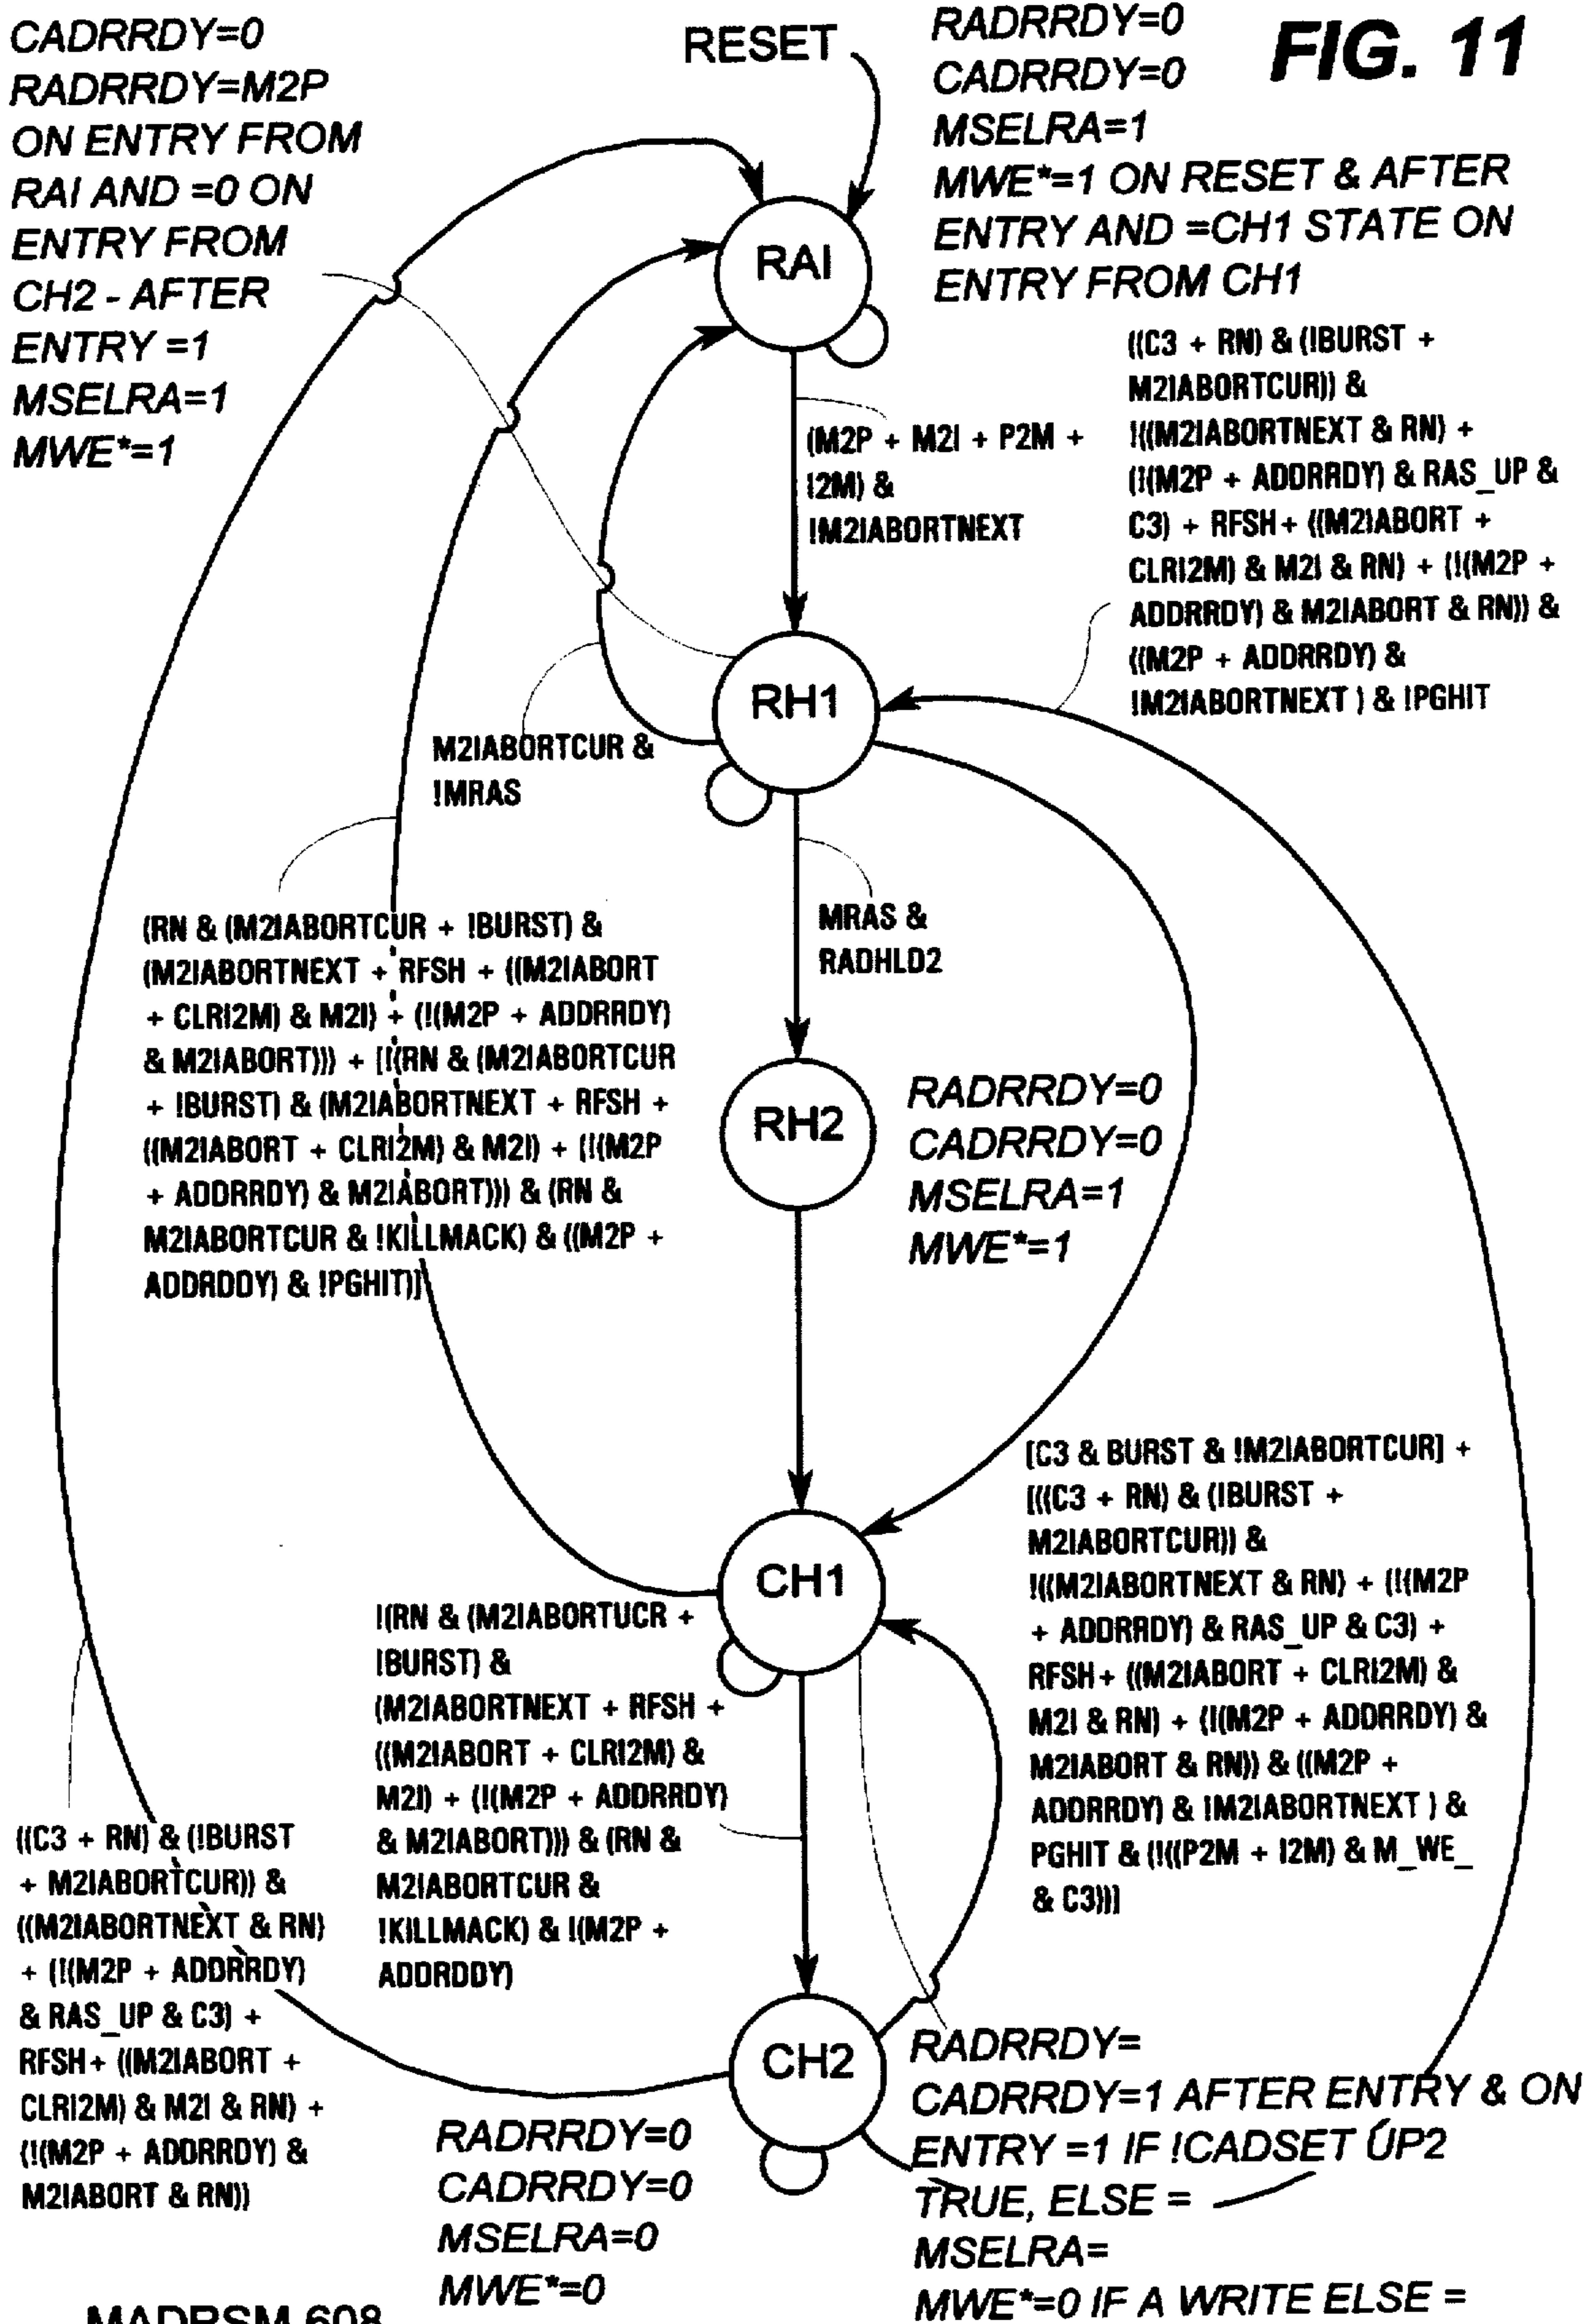 CADRRDY=0
RADRRDY=M2P
ON ENTRY FROM
RAI AND =0 ON
ENTRY FROM
CH2 - AFTER
ENTRY =1
MSELRA=1
MWE*=1
RESET
RADRRDY=0
CADRRDY=0
MSELRA=1
MWE*=1 ON RESET & AFTER
ENTRY AND =CH1 STATE ON
ENTRY FROM CH1
FIG. 11
RAI
((C3 + RN) & (!BURST +
M2IABORTCUR)) &
!((M2IABORTNEXT & RN) +
(!(M2P + ADDRRDY) & RAS_UP &
C3) + RFSH+ ((M2IABORT +
CLRI2M) & M2I & RN) + (!(M2P +
ADDRRDY) & M2IABORT & RN)) &
((M2P + ADDRRDY) &
!M2IABORTNEXT ) & !PGHIT
(M2P + M2I + P2M +
I2M) &
!M2IABORTNEXT
RH1
M2IABORTCUR &
!MRAS
MRAS &
RADHLD2
(RN & (M2IABORTCUR + !BURST) &
(M2IABORTNEXT + RFSH + ((M2IABORT
+ CLRI2M) & M2I) + (!(M2P + ADDRRDY)
& M2IABORT))) + [!(RN & (M2IABORTCUR
+ !BURST) & (M2IABORTNEXT + RFSH +
((M2IABORT + CLRI2M) & M2I) + (!(M2P
+ ADDRRDY) & M2IABORT))) & (RN &
M2IABORTCUR & !KILLMACK) & ((M2P +
ADDRDDY) & !PGHIT)]
RH2
RADRRDY=0
CADRRDY=0
MSELRA=1
MWE*=1
CH1
[C3 & BURST & !M2IABORTCUR] +
[((C3 + RN) & (!BURST +
M2IABORTCUR)) &
!((M2IABORTNEXT & RN) + (!(M2P
+ ADDRRDY) & RAS_UP & C3) +
RFSH+ ((M2IABORT + CLRI2M) &
M2I & RN) + (!(M2P + ADDRRDY) &
M2IABORT & RN)) & ((M2P +
ADDRRDY) & !M2IABORTNEXT ) &
PGHIT & (!((P2M + I2M) & M_WE_
& C3))]
!(RN & (M2IABORTUCR +
!BURST) &
(M2IABORTNEXT + RFSH +
((M2IABORT + CLRI2M) &
M2I) + (!(M2P + ADDRRDY)
& M2IABORT))) & (RN &
M2IABORTCUR &
!KILLMACK) & !(M2P +
ADDRDDY)
((C3 + RN) & (!BURST
+ M2IABORTCUR)) &
((M2IABORTNEXT & RN)
+ (!(M2P + ADDRRDY)
& RAS_UP & C3) +
RFSH+ ((M2IABORT +
CLRI2M) & M2I & RN) +
(!(M2P + ADDRRDY) &
M2IABORT & RN))
CH2
RADRRDY=0
CADRRDY=0
MSELRA=0
MWE*=0
RADRRDY=
CADRRDY=1 AFTER ENTRY & ON
ENTRY =1 IF !CADSET UP2
TRUE, ELSE =
MSELRA=
MWE*=0 IF A WRITE ELSE =
MADRSM 608